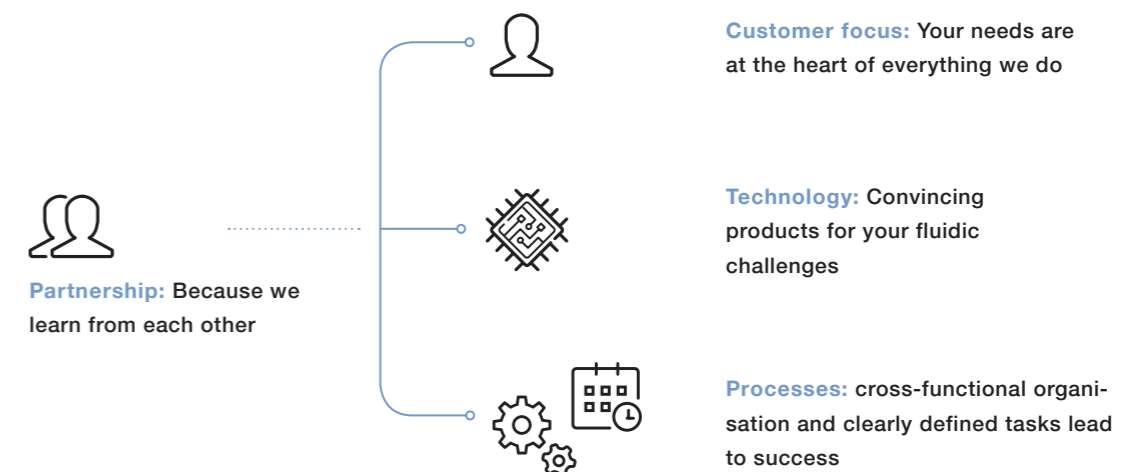 Partnership: Because we
learn from each other
Customer focus: Your needs are
at the heart of everything we do
Technology: Convincing
products for your fluidic
challenges
Processes: cross-functional organi-
sation and clearly defined tasks lead
to success